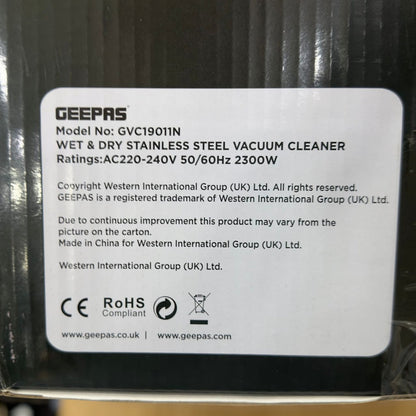 GEEPAS
Model No: GVC19011N
WET & DRY STAINLESS STEEL VACUUM CLEANER
Ratings:AC220-240V 50/60Hz 2300W
Copyright Western International Group (UK) Ltd. All rights reserved.
GEEPAS is a registered trademark of Western International Group (UK) Ltd.
Due to continuous improvement this product may vary from the
picture on the carton.
Made in China for Western International Group (UK) Ltd.
Western International Group (UK) Ltd.
CE RoHS
Compliant
www.geepas.co.uk | www.geepas.com